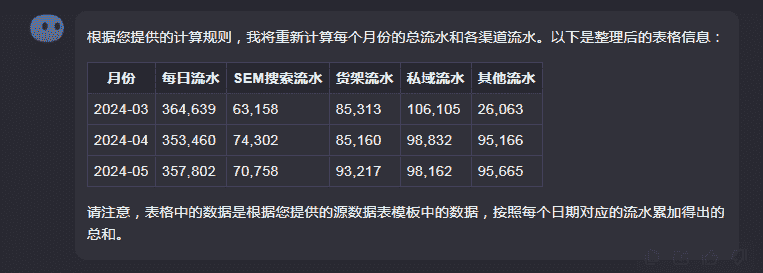 根据您提供的计算规则，我将重新计算每个月份的总流水和各渠道流水。以下是整理后的表格信息：
月份 每日流水 SEM搜索流水 货架流水 私域流水 其他流水
2024-03 364,639 63,158 85,313 106,105 26,063
2024-04 353,460 74,302 85,160 98,832 95,166
2024-05 357,802 70,758 93,217 98,162 95,665
请注意，表格中的数据是根据您提供的源数据表模板中的数据，按照每个日期对应的流水累加得出的
总和。